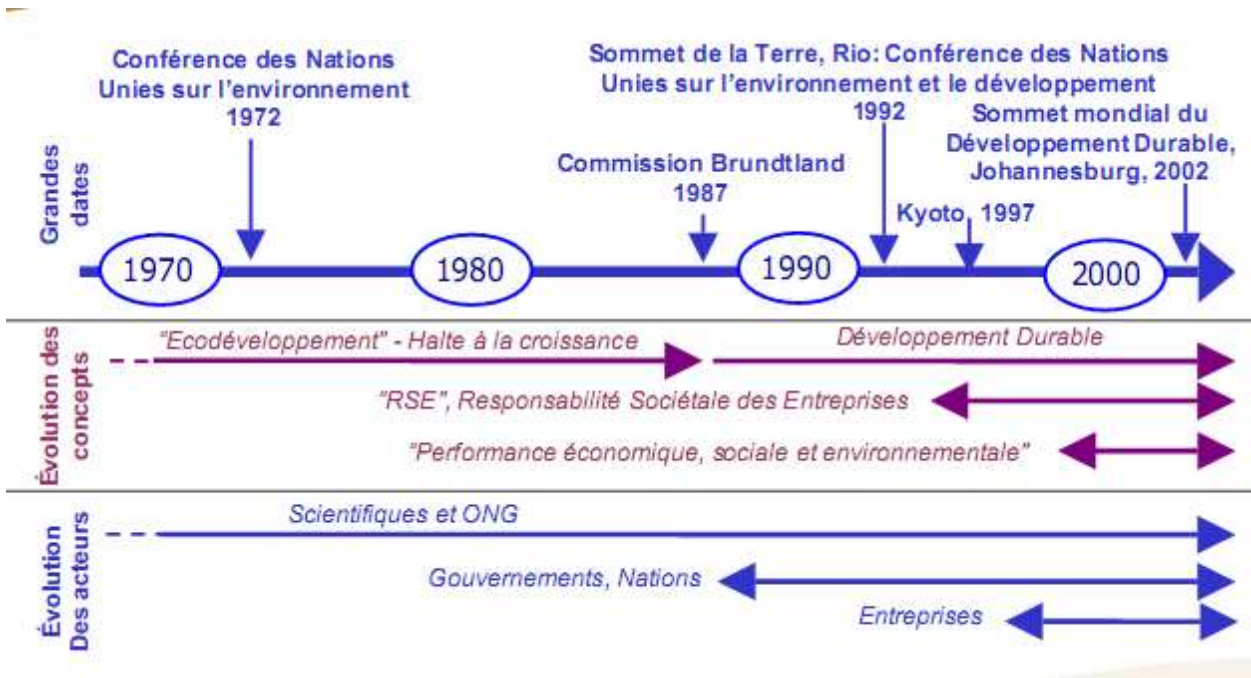 Conférence des Nations
Unies sur l'environnement
1972
Sommet de la Terre, Rio: Conférence des Nations
Unies sur l'environnement et le développement
1992
Sommet mondial du
Développement Durable,
Johannesburg, 2002
Commission Brundtland
1987
Kyoto, 1997
Grandes
dates
1970
1980
1990
2000
Évolution des
concepts
"Ecodéveloppement" - Halte à la croissance
Développement Durable
"RSE", Responsabilité Sociétale des Entreprises
"Performance économique, sociale et environnementale"
Évolution
Des acteurs
Scientifiques et ONG
Gouvernements, Nations
Entreprises